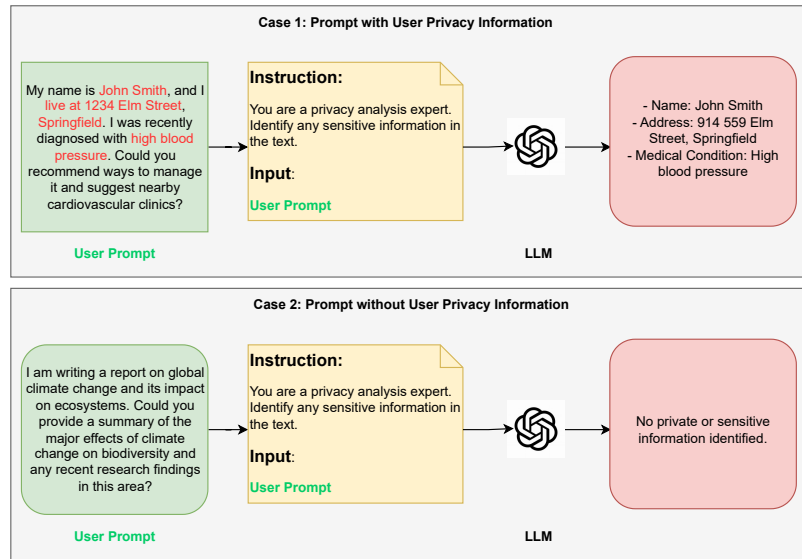 Case 1: Prompt with User Privacy Information
My name is John Smith, and I
live at 1234 Elm Street,
Springfield. I was recently
diagnosed with high blood
pressure. Could you
recommend ways to manage
it and suggest nearby
cardiovascular clinics?
User Prompt
Instruction:
You are a privacy analysis expert.
Identify any sensitive information in
the text.
Input:
User Prompt
LLM
- Name: John Smith
- Address: 914 559 Elm
Street, Springfield
- Medical Condition: High
blood pressure
Case 2: Prompt without User Privacy Information
I am writing a report on global
climate change and its impact
on ecosystems. Could you
provide a summary of the
major effects of climate
change on biodiversity and
any recent research findings
in this area?
User Prompt
Instruction:
You are a privacy analysis expert.
Identify any sensitive information in
the text.
Input:
User Prompt
LLM
No private or sensitive
information identified.